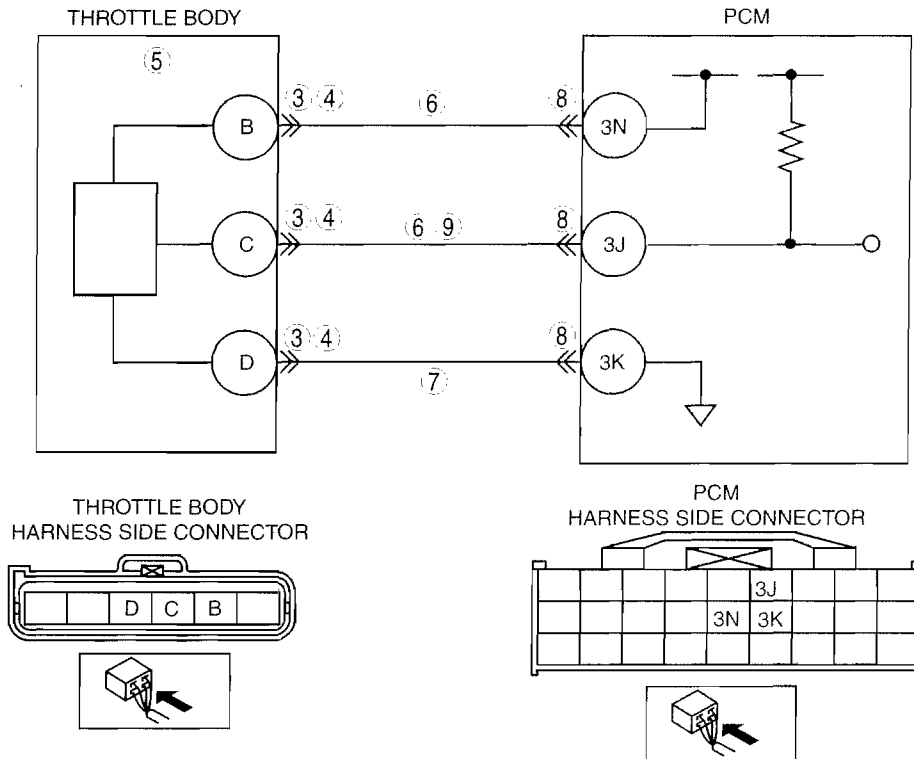 THROTTLE BODY
PCM
⑤
③ ④ ⑥ ⑧
B 3N
③ ④ ⑥ ⑨ ⑧
C 3J
③ ④ ⑧
D 3K
⑦
THROTTLE BODY
HARNESS SIDE CONNECTOR
PCM
HARNESS SIDE CONNECTOR
D C B
3J
3N 3K